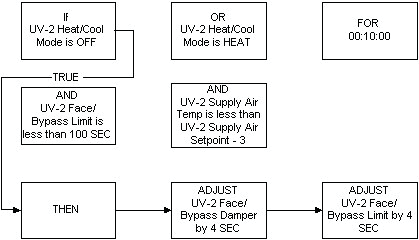 If
UV-2 Heat/Cool
Mode is OFF
OR
UV-2 Heat/Cool
Mode is HEAT
FOR
00:10:00
TRUE
AND
UV-2 Face/
Bypass Limit is
less than 100 SEC
AND
UV-2 Supply Air
Temp is less than
UV-2 Supply Air
Setpoint - 3
THEN
ADJUST
UV-2 Face/
Bypass Damper
by 4 SEC
ADJUST
UV-2 Face/
Bypass Limit by 4
SEC